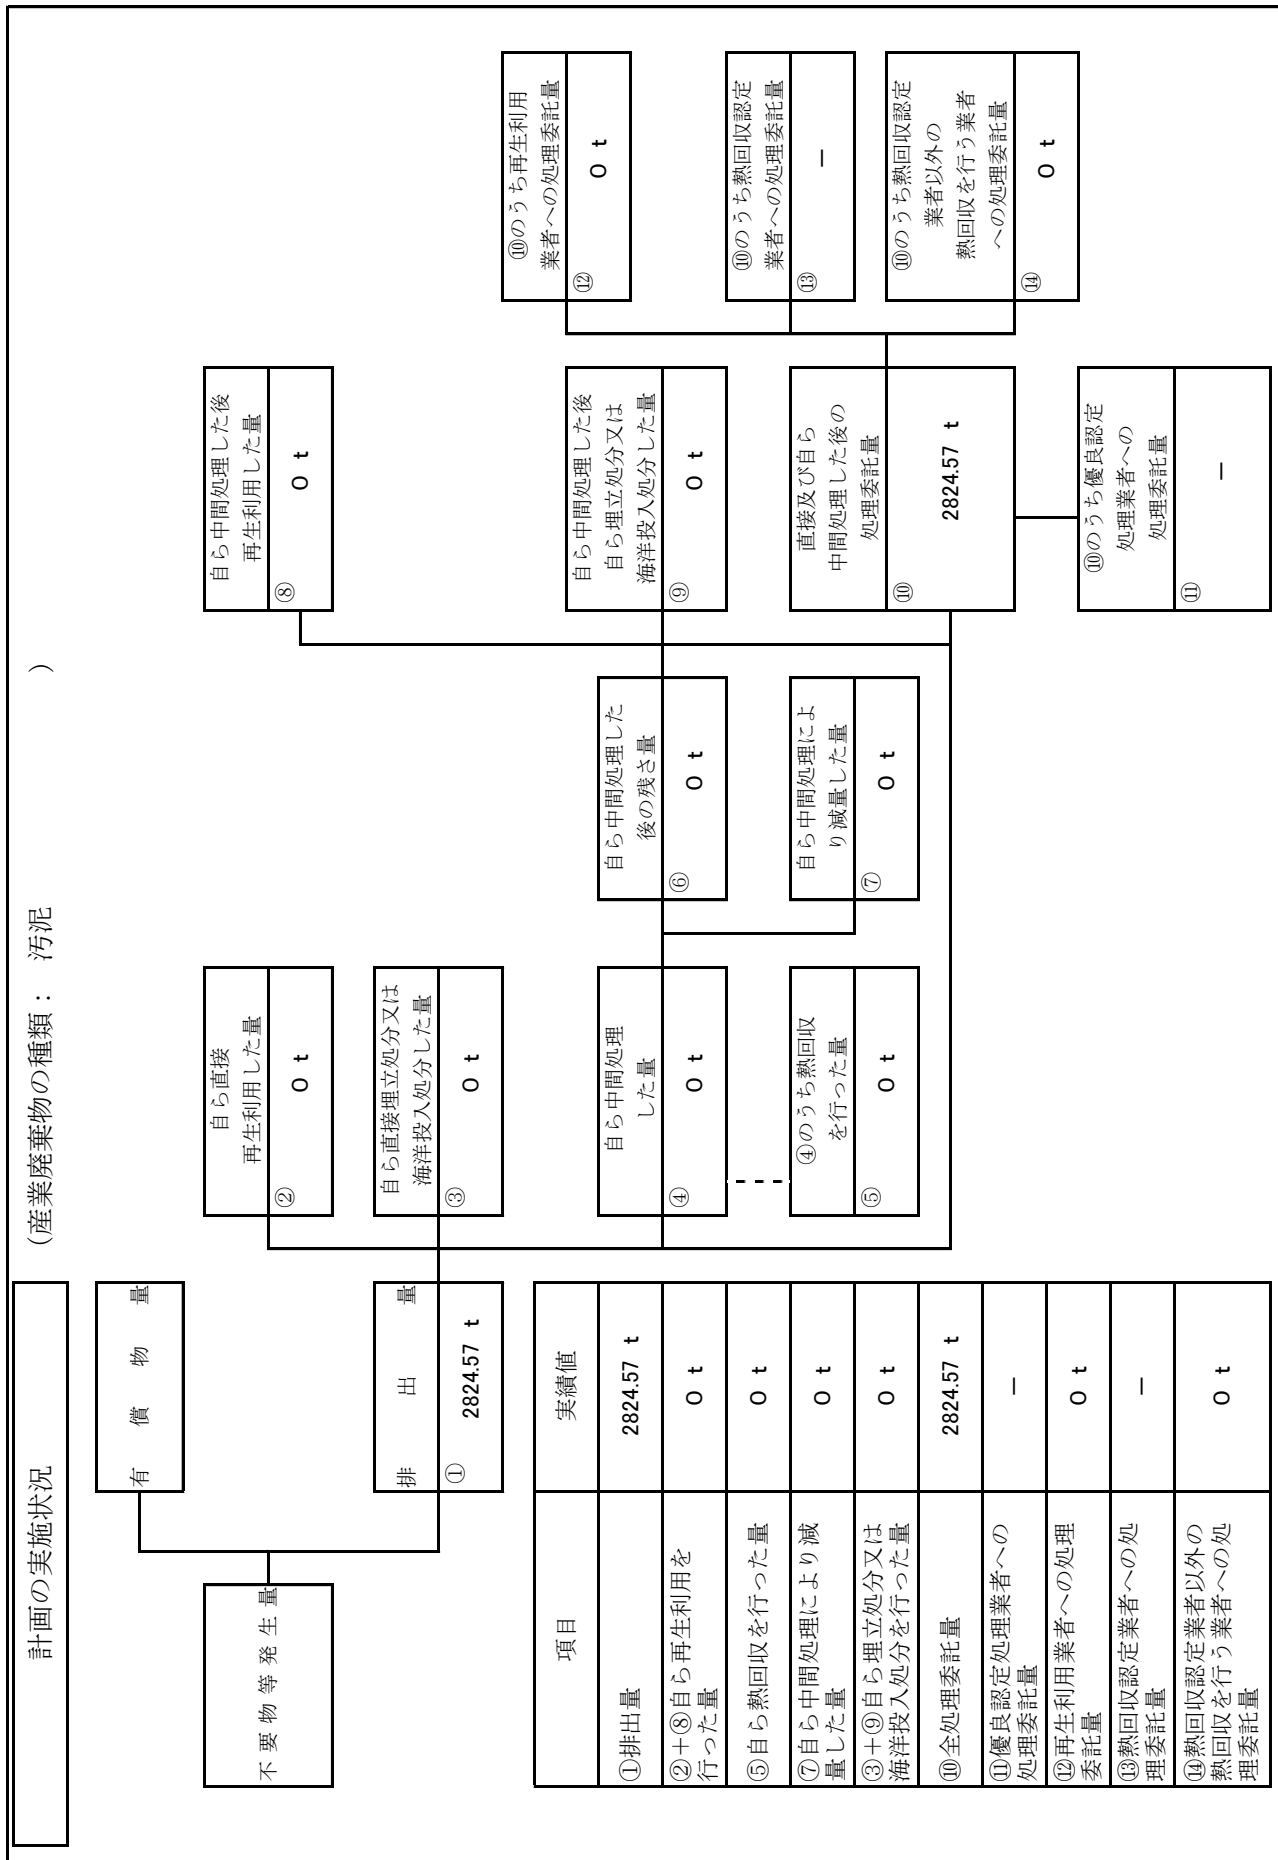 計画の実施状況
(産業廃棄物の種類： 汚泥 )
不要物等発生量
有償物量
排出量
①
2824.57 t
自ら直接
再生利用した量
②
0 t
自ら直接埋立処分又は
海洋投入処分した量
③
0 t
自ら中間処理
した量
④
0 t
④のうち熱回収
を行った量
⑤
0 t
自ら中間処理した
後の残さ量
⑥
0 t
自ら中間処理によ
り減量した量
⑦
0 t
自ら中間処理した後
再生利用した量
⑧
0 t
自ら中間処理した後
自ら埋立処分又は
海洋投入処分した量
⑨
0 t
直接及び自ら
中間処理した後の
処理委託量
⑩
2824.57 t
⑩のうち優良認定
処理業者への
処理委託量
⑪
－
⑩のうち再生利用
業者への処理委託量
⑫
0 t
⑩のうち熱回収認定
業者への処理委託量
⑬
－
⑩のうち熱回収認定
業者以外の
熱回収を行う業者
への処理委託量
⑭
0 t
項目 実績値
①排出量 2824.57 t
②＋⑧自ら再生利用を
行った量 0 t
⑤自ら熱回収を行った量 0 t
⑦自ら中間処理により減
量した量 0 t
③＋⑨自ら埋立処分又は
海洋投入処分を行った量 0 t
⑩全処理委託量 2824.57 t
⑪優良認定処理業者への
処理委託量 －
⑫再生利用業者への処理
委託量 0 t
⑬熱回収認定業者への処
理委託量 －
⑭熱回収認定業者以外の
熱回収を行う業者への処
理委託量 0 t